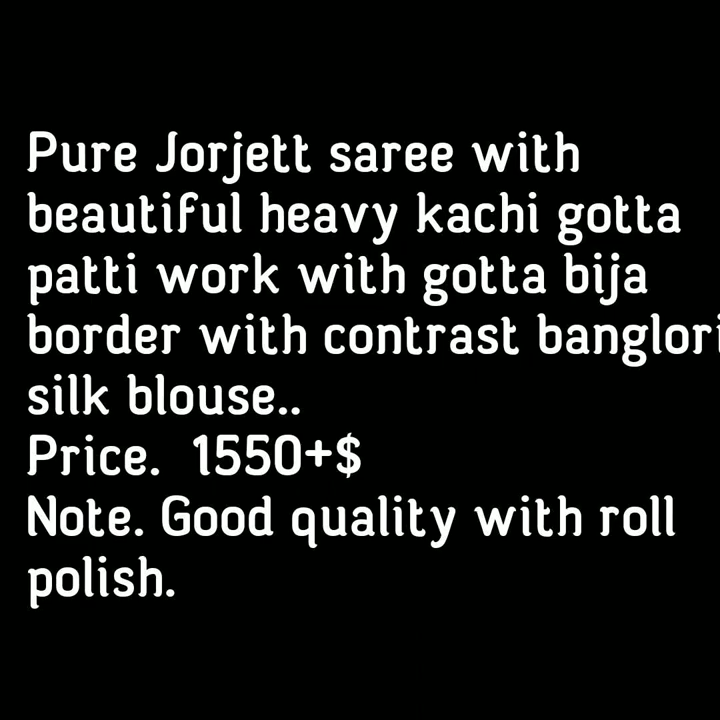 Pure Jorjett saree with
beautiful heavy kachi gotta
patti work with gotta bija
border with contrast banglori
silk blouse..
Price.  1550+$
Note. Good quality with roll
polish.